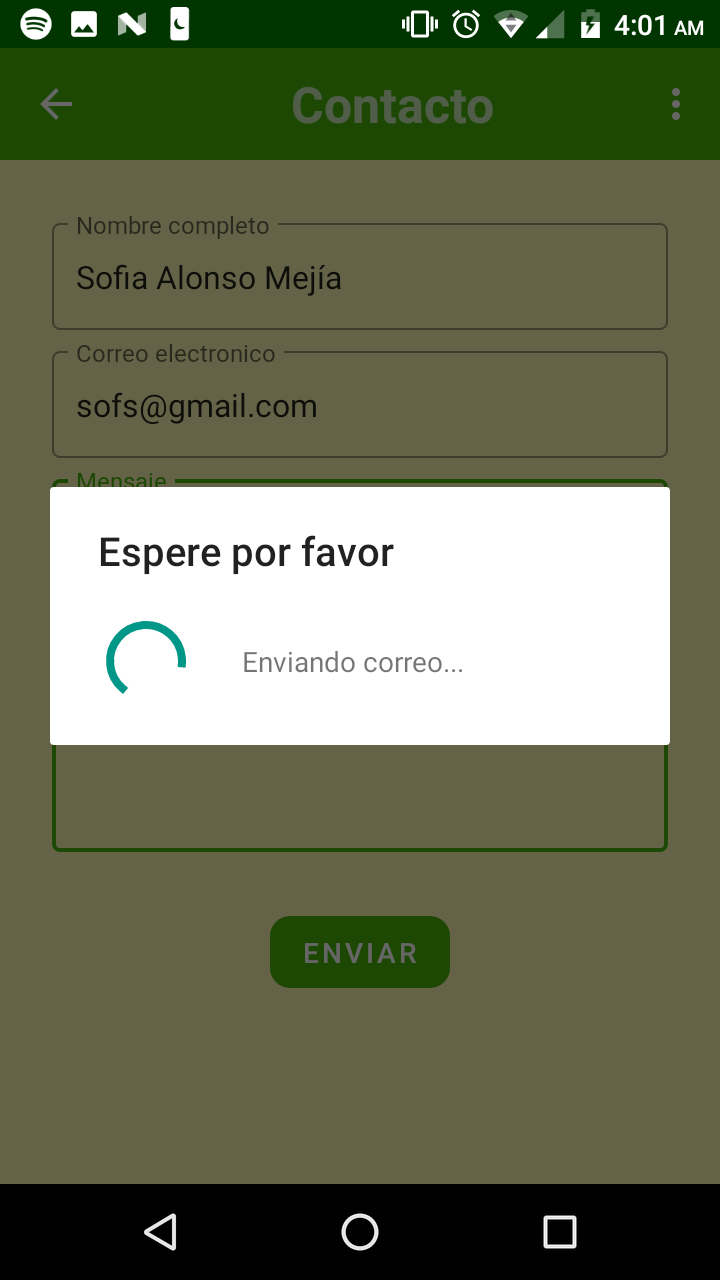 4:01 AM
Contacto
Nombre completo
Sofia Alonso Mejía
Correo electronico
sofs@gmail.com
Mensaje
Espere por favor
Enviando correo...
ENVIAR